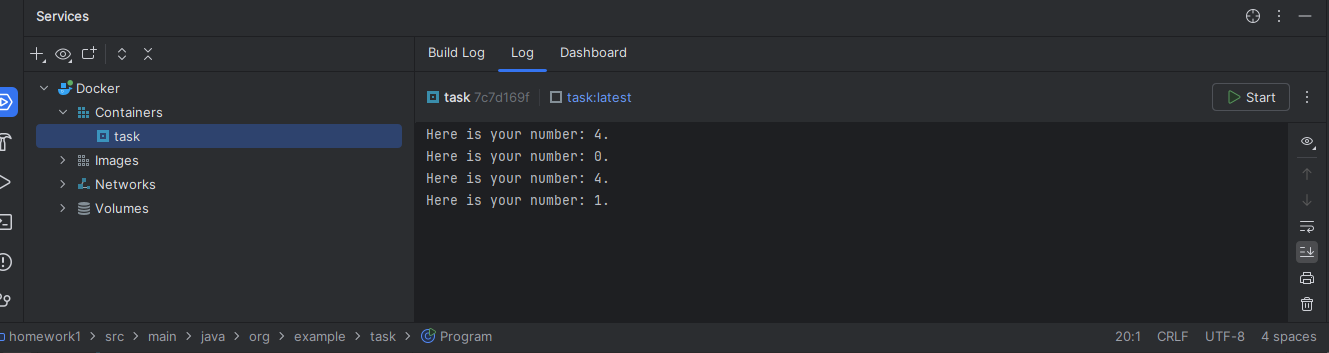 Services
Build Log Log Dashboard
Docker
task 7c7d169f task:latest Start
Containers
task
Images
Networks
Volumes
Here is your number: 4.
Here is your number: 0.
Here is your number: 4.
Here is your number: 1.
homework1 > src > main > java > org > example > task > Program 20:1 CRLF UTF-8 4 spaces